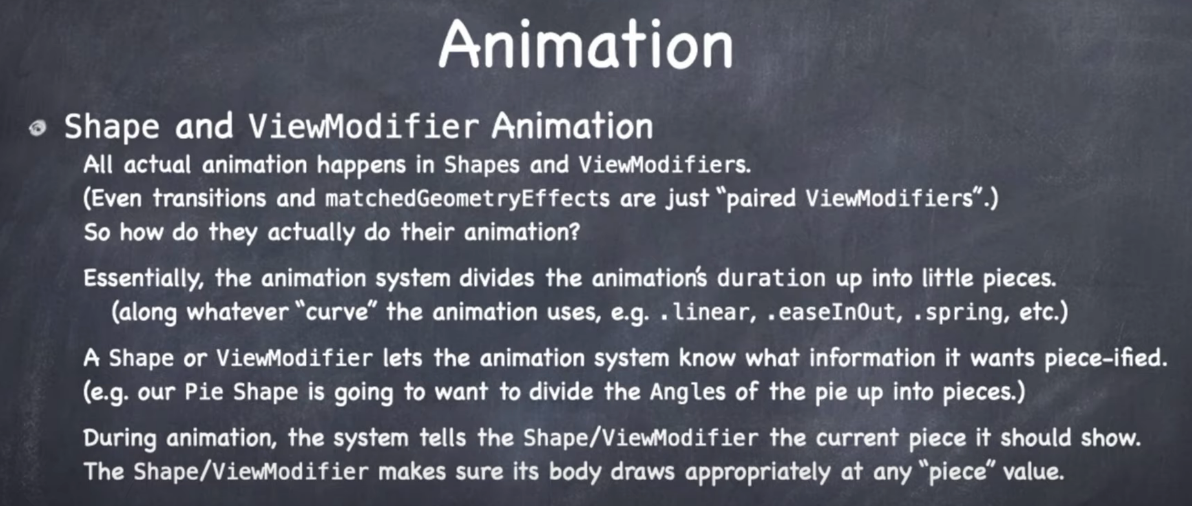 Animation
Shape and ViewModifier Animation
All actual animation happens in Shapes and ViewModifiers.
(Even transitions and matchedGeometryEffects are just “paired ViewModifiers”.)
So how do they actually do their animation?
Essentially, the animation system divides the animation's duration up into little pieces.
(along whatever “curve” the animation uses, e.g. .linear, .easeInOut, .spring, etc.)
A Shape or ViewModifier lets the animation system know what information it wants piece-ified.
(e.g. our Pie Shape is going to want to divide the Angles of the pie up into pieces.)
During animation, the system tells the Shape/ViewModifier the current piece it should show.
The Shape/ViewModifier makes sure its body draws appropriately at any “piece” value.